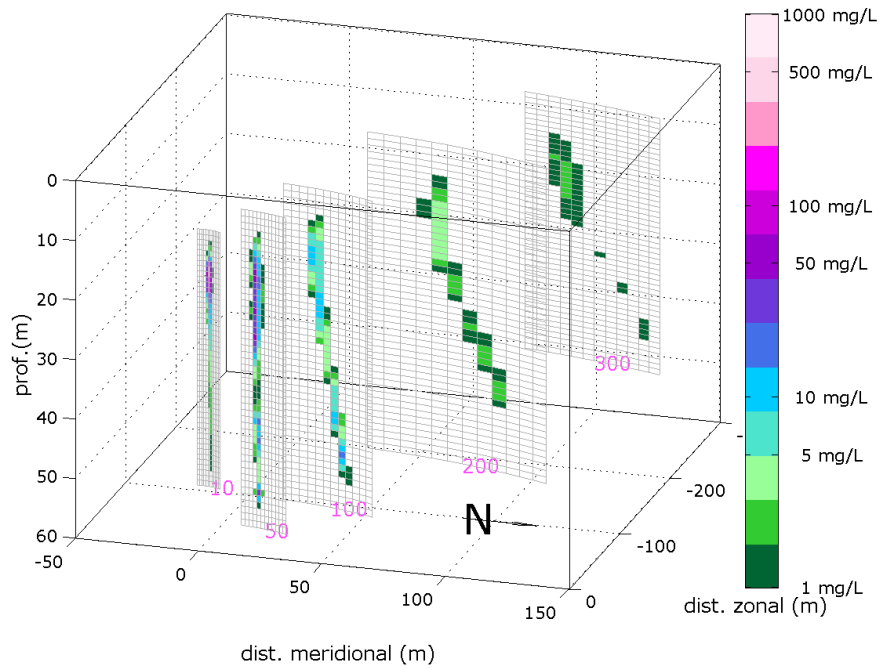 1000 mg/L
500 mg/L
100 mg/L
50 mg/L
10 mg/L
5 mg/L
1 mg/L
0
10
20
30
40
50
60
prof.(m)
-50
0
50
100
150
dist. meridional (m)
0
-100
-200
-
dist. zonal (m)
10
50
100
200
300
N